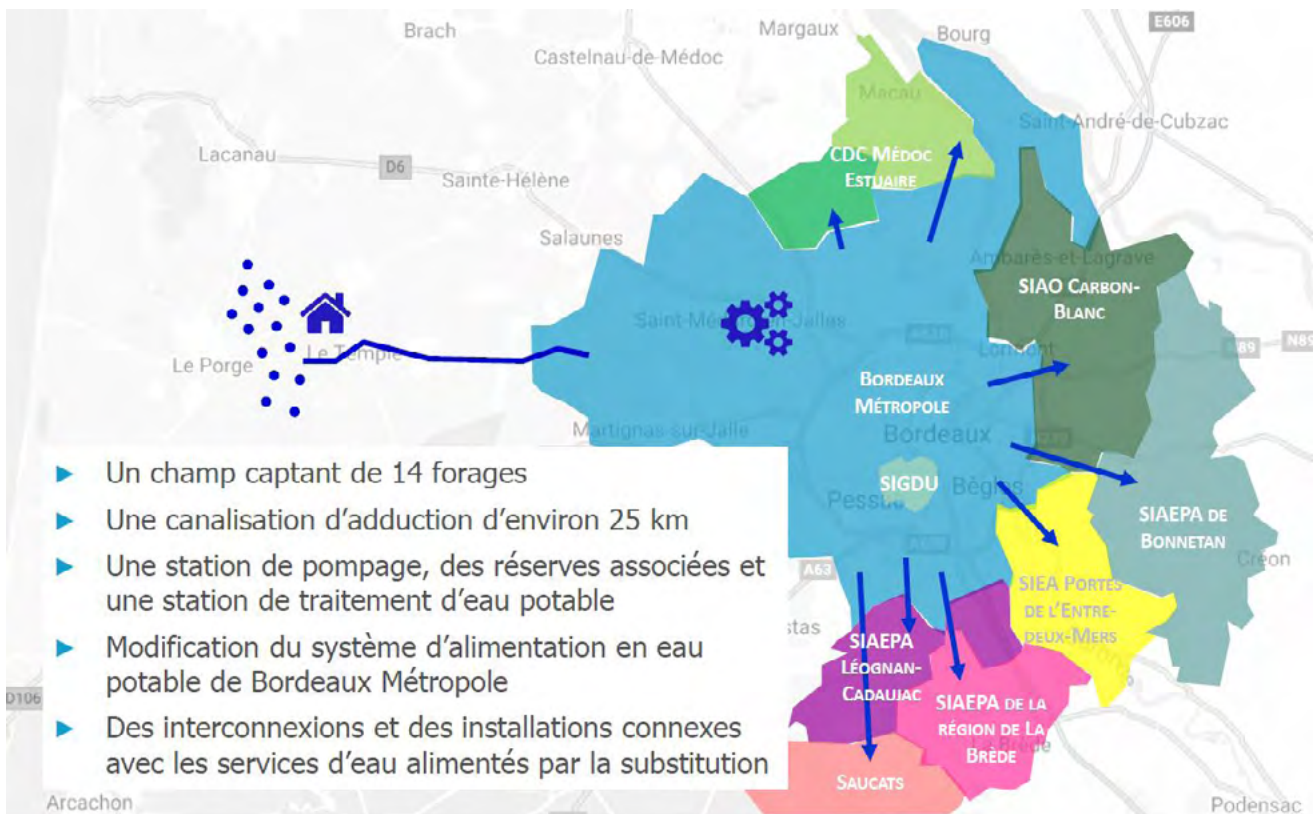 E606
Brach
Margaux
Bourg
Castelnau-de-Médoc
Macau
Saint-André-de-Cubzac
Lacanau
D6
CDC Médoc
Estuaire
Sainte-Hélène
Salaunes
Ambarès-et-Lagrave
SIAO Carbon-
Blanc
Saint-Médard-en-Jalles
Lormont
N89
Le Porge
Le Temple
Bordeaux
Métropole
Martignas-sur-Jalle
Bordeaux
SIGDU
Pessac
Bègles
SIAEPA de
Bonnetan
Créon
A63
SIEA Portes
de l'Entre-
deux-Mers
SIAEPA
Léognan-
Cadaujac
SIAEPA de la
région de La
Brède
Saucats
D106
Arcachon
Podensac
► Un champ captant de 14 forages
► Une canalisation d'adduction d'environ 25 km
► Une station de pompage, des réserves associées et
une station de traitement d'eau potable
► Modification du système d'alimentation en eau
potable de Bordeaux Métropole
► Des interconnexions et des installations connexes
avec les services d'eau alimentés par la substitution